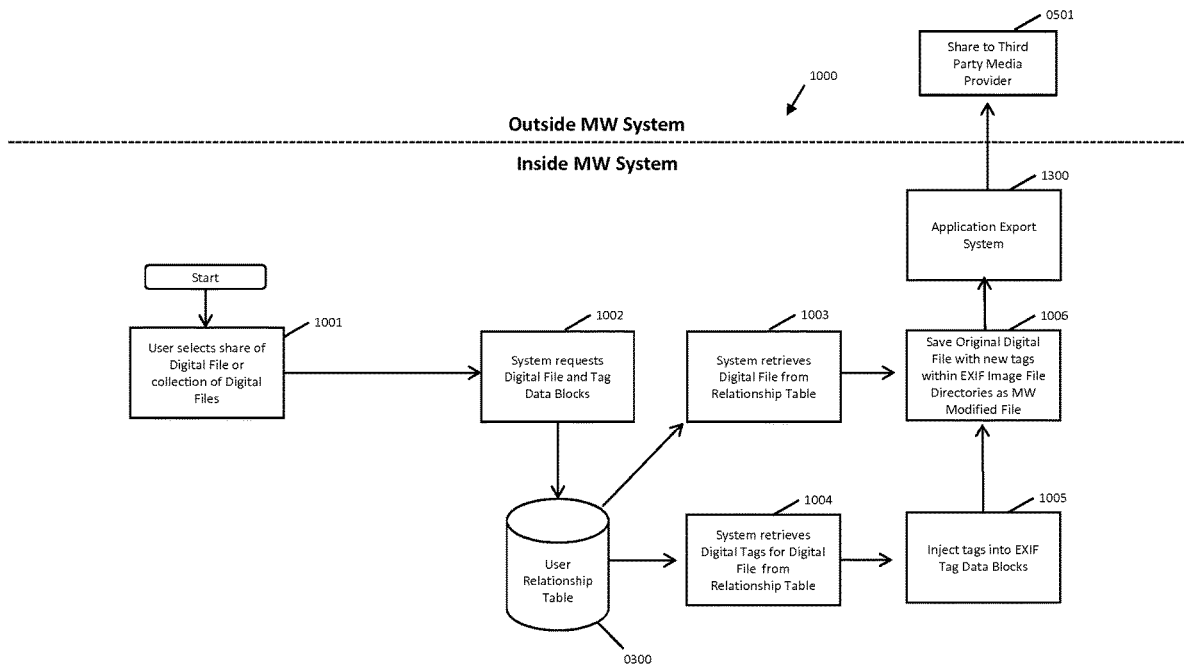 0501
Share to Third
Party Media
Provider
1000
Outside MW System
Inside MW System
1300
Application Export
System
Start
1001
User selects share of
Digital File or
collection of Digital
Files
1002
System requests
Digital File and Tag
Data Blocks
1003
System retrieves
Digital File from
Relationship Table
1006
Save Original Digital
File with new tags
within EXIF Image File
Directories as MW
Modified File
User
Relationship
Table
0300
1004
System retrieves
Digital Tags for Digital
File from
Relationship Table
1005
Inject tags into EXIF
Tag Data Blocks